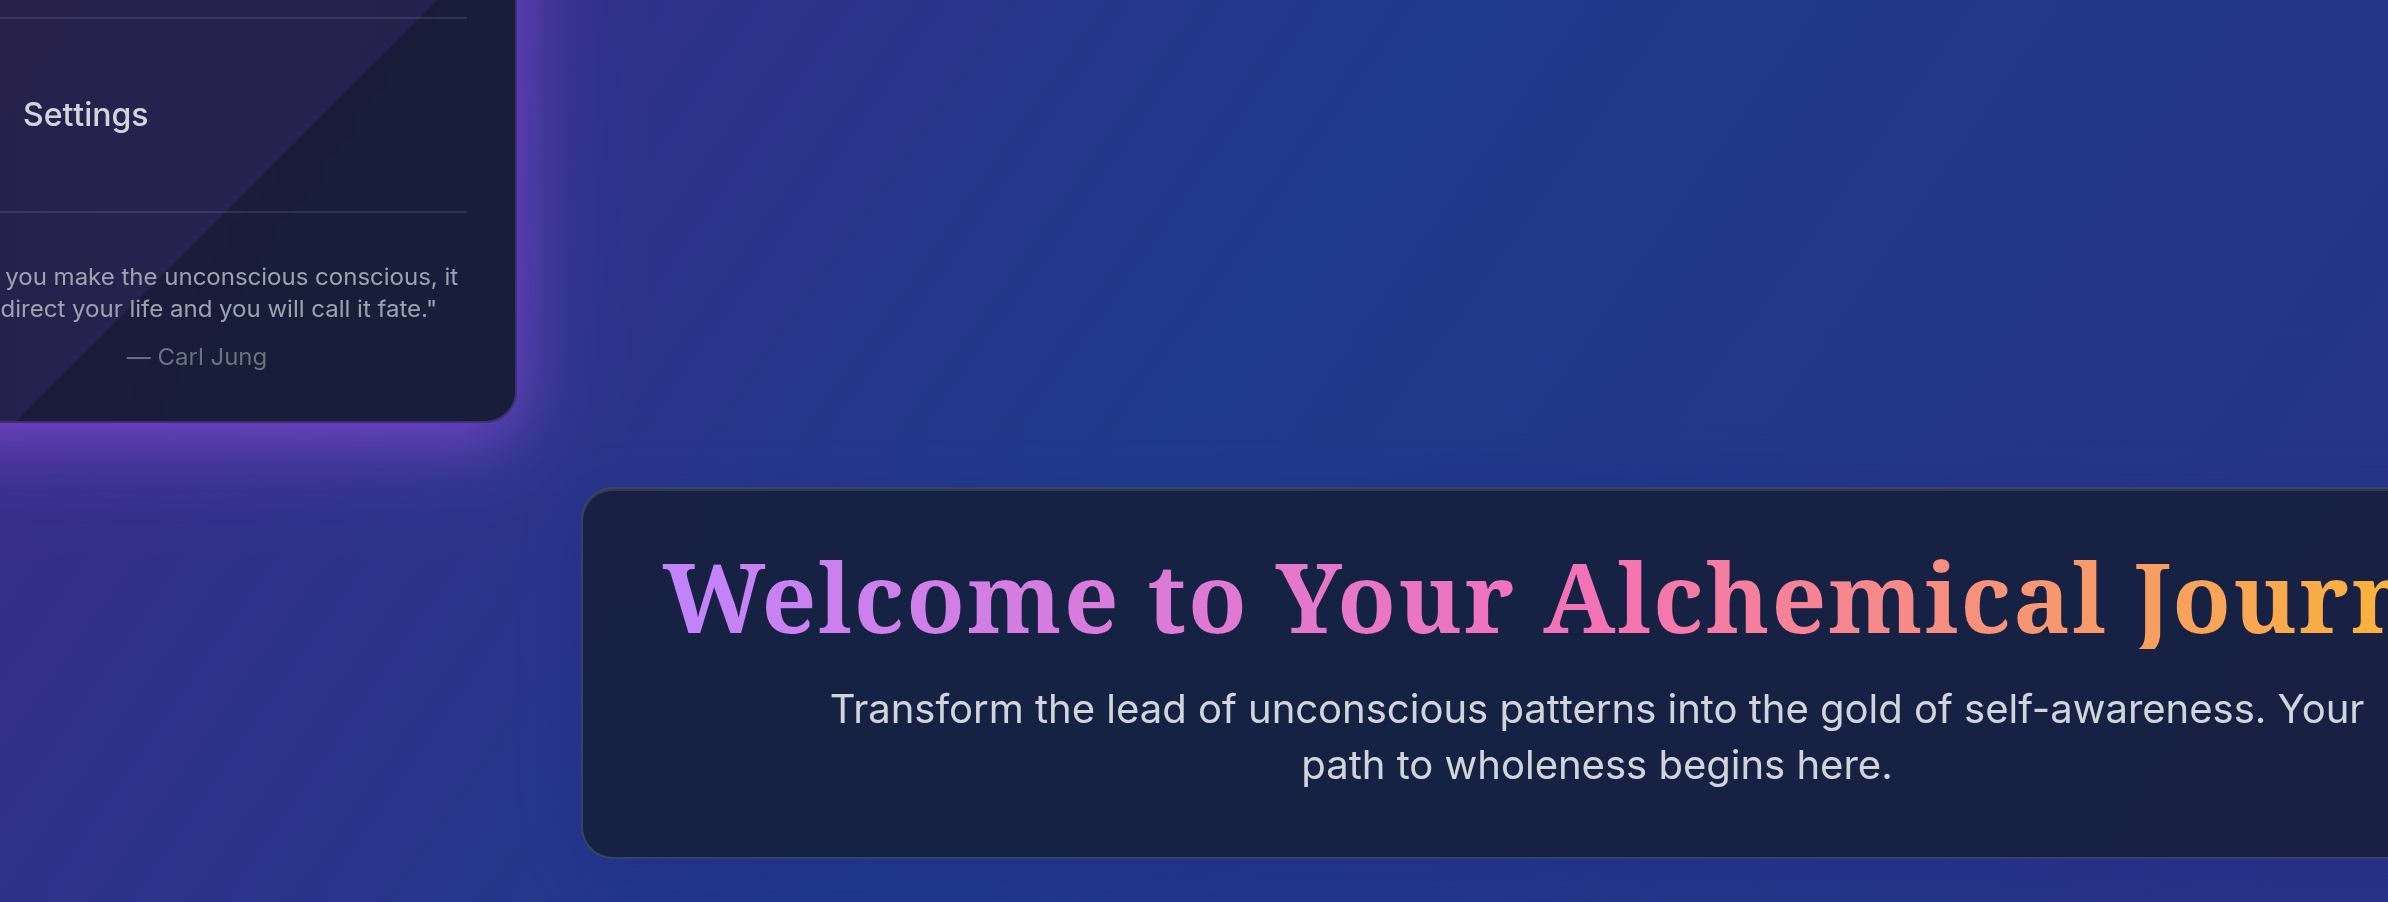 Settings
you make the unconscious conscious, it
direct your life and you will call it fate."
— Carl Jung
Welcome to Your Alchemical Journ
Transform the lead of unconscious patterns into the gold of self-awareness. Your
path to wholeness begins here.